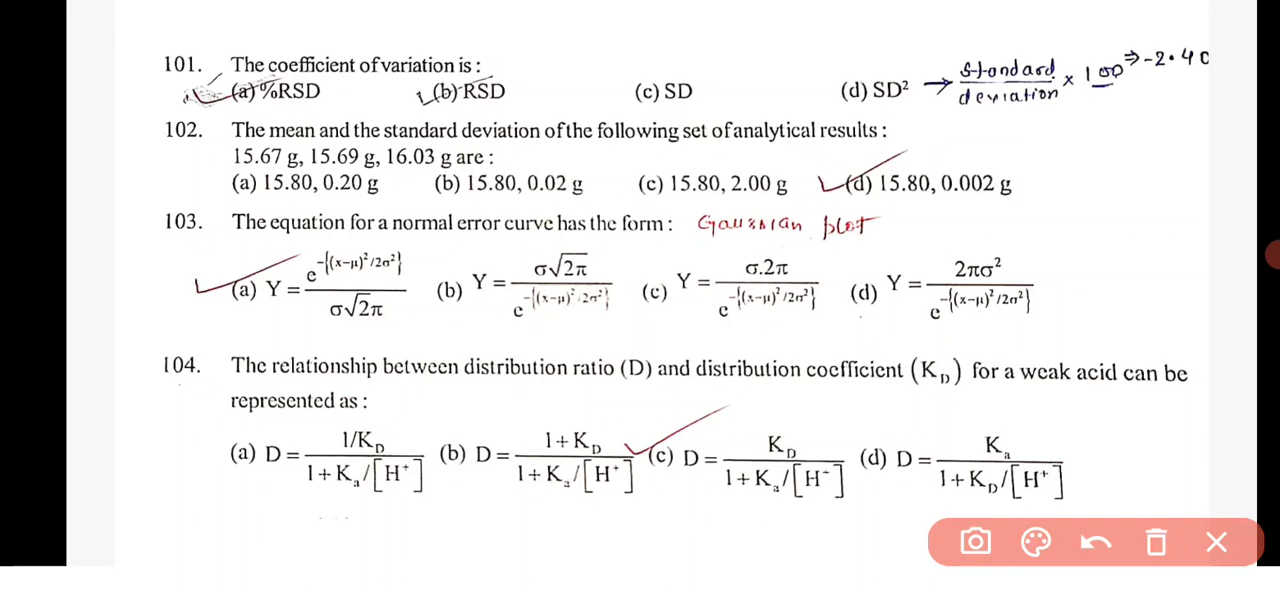 101. The coefficient of variation is :
(a) %RSD (b) RSD (c) SD (d) SD² → standard/deviation × 100 ⇒ -2.40
102. The mean and the standard deviation of the following set of analytical results :
15.67 g, 15.69 g, 16.03 g are :
(a) 15.80, 0.20 g (b) 15.80, 0.02 g (c) 15.80, 2.00 g (d) 15.80, 0.002 g
103. The equation for a normal error curve has the form : Gaussian plot
(a) Y = e^-{(x-μ)²/2σ²} / σ√2π (b) Y = σ√2π / e^-{(x-μ)²/2σ²} (c) Y = σ.2π / e^-{(x-μ)²/2σ²} (d) Y = 2πσ² / e^-{(x-μ)²/2σ²}
104. The relationship between distribution ratio (D) and distribution coefficient (K_D) for a weak acid can be
represented as :
(a) D = 1/K_D / 1+K_a/[H⁺] (b) D = 1+K_D / 1+K_a/[H⁺] (c) D = K_D / 1+K_a/[H⁺] (d) D = K_a / 1+K_D/[H⁺]